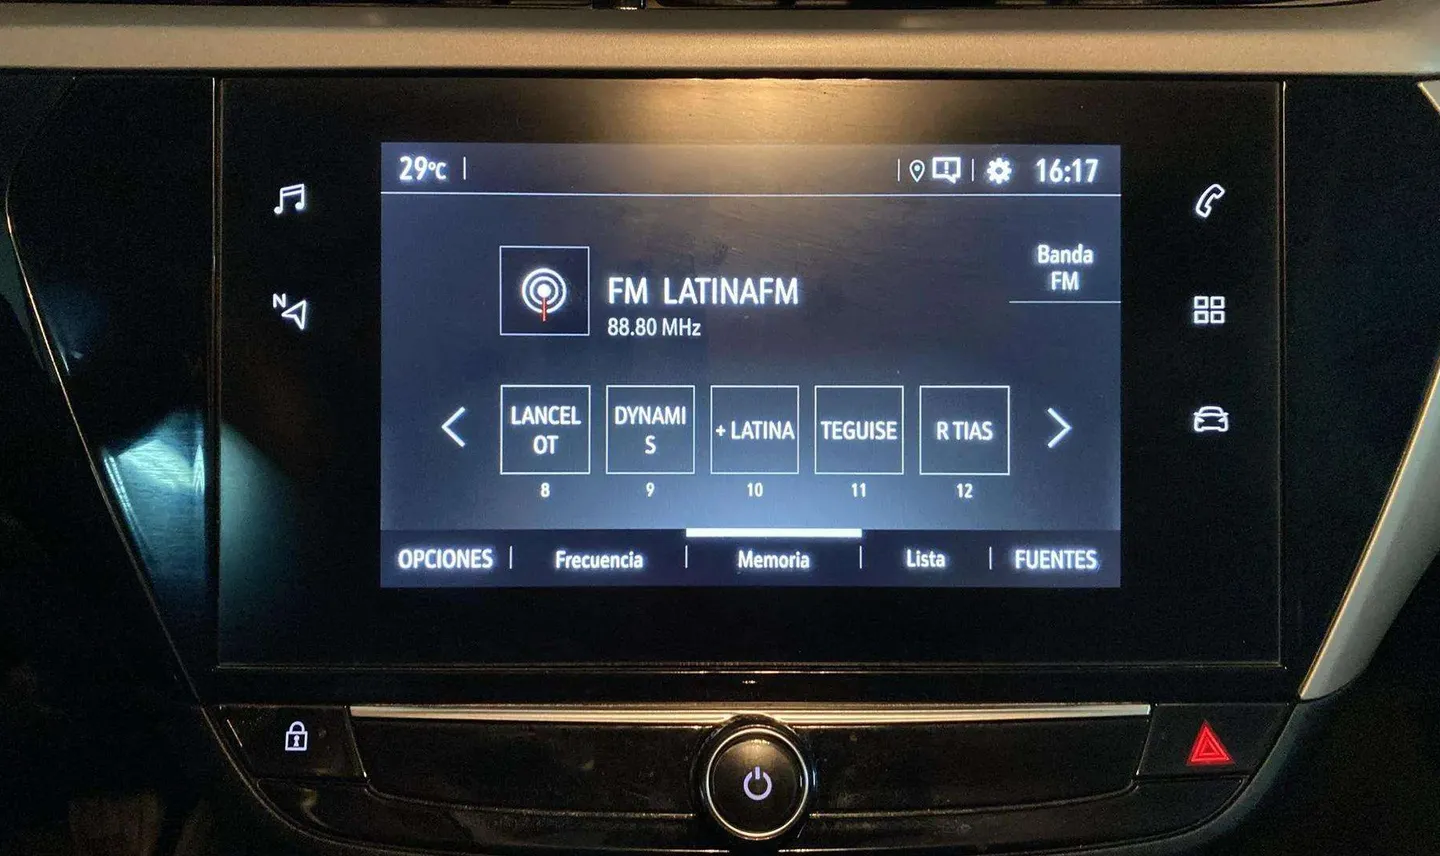 29°C
16:17
Banda
FM
FM LATINAFM
88.80 MHz
LANCEL
OT
DYNAMI
S
+ LATINA
TEGUISE
R TIAS
8
9
10
11
12
OPCIONES
Frecuencia
Memoria
Lista
FUENTES
N